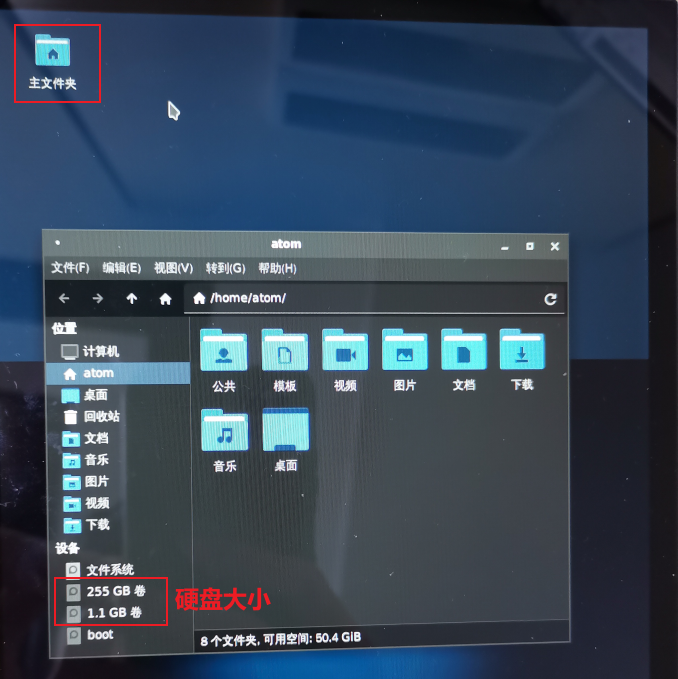 主文件夹
atom
文件(F) 编辑(E) 视图(V) 转到(G) 帮助(H)
/home/atom/
位置
计算机
atom
桌面
回收站
文档
音乐
图片
视频
下载
设备
文件系统
255 GB 卷
1.1 GB 卷
boot
公共 模板 视频 图片 文档 下载
音乐 桌面
硬盘大小
8 个文件夹, 可用空间: 50.4 GiB